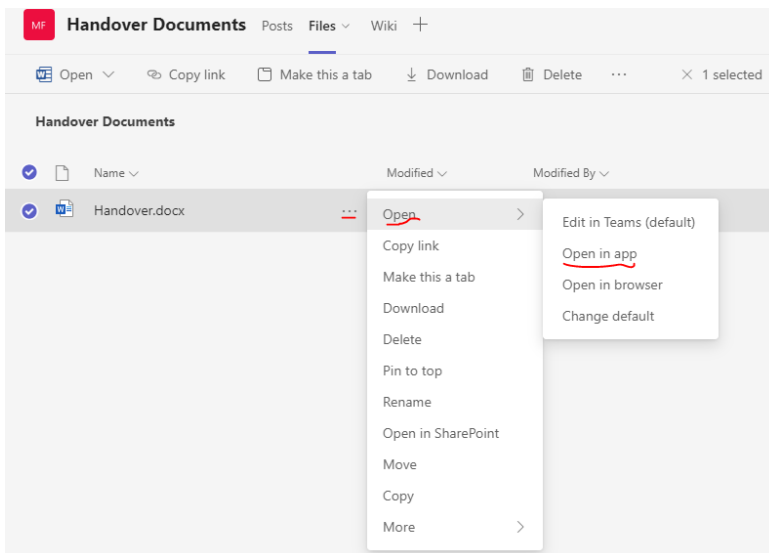 MF Handover Documents Posts Files Wiki
Open Copy link Make this a tab Download Delete ... 1 selected
Handover Documents
Name Modified Modified By
Handover.docx ...
Open
Copy link
Make this a tab
Download
Delete
Pin to top
Rename
Open in SharePoint
Move
Copy
More
Edit in Teams (default)
Open in app
Open in browser
Change default